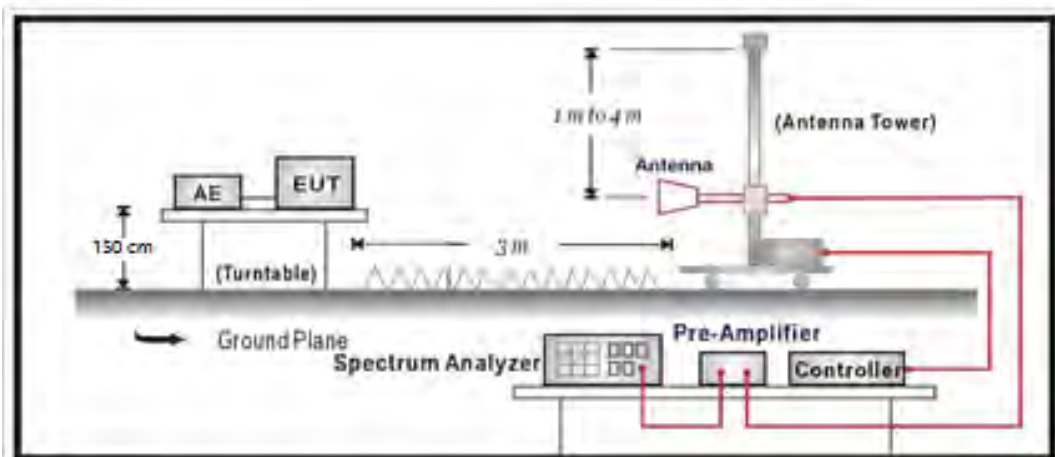 1 m to 4 m
(Antenna Tower)
Antenna
AE
EUT
150 cm
3 m
(Turntable)
Ground Plane
Pre-Amplifier
Spectrum Analyzer
Controller